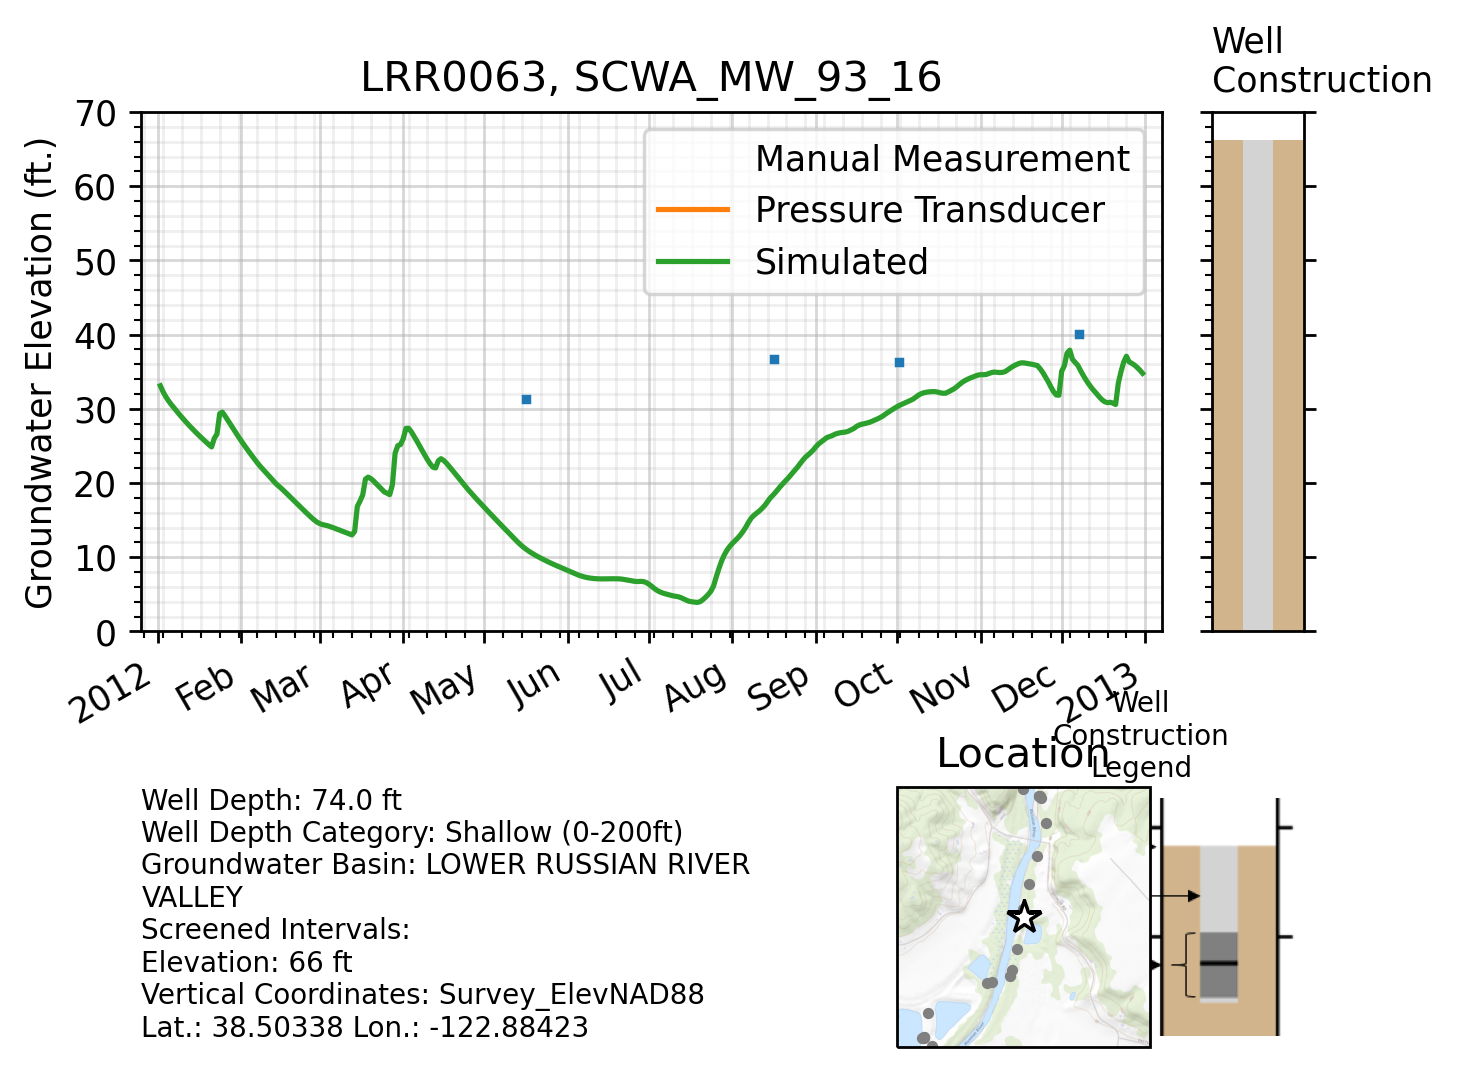 Well
Construction
LRR0063, SCWA_MW_93_16
Groundwater Elevation (ft.)
70
60
50
40
30
20
10
0
Manual Measurement
Pressure Transducer
Simulated
2012
Feb
Mar
Apr
May
Jun
Jul
Aug
Sep
Oct
Nov
Dec
2013
Well
Construction
Legend
Location
Well Depth: 74.0 ft
Well Depth Category: Shallow (0-200ft)
Groundwater Basin: LOWER RUSSIAN RIVER
VALLEY
Screened Intervals:
Elevation: 66 ft
Vertical Coordinates: Survey_ElevNAD88
Lat.: 38.50338 Lon.: -122.88423